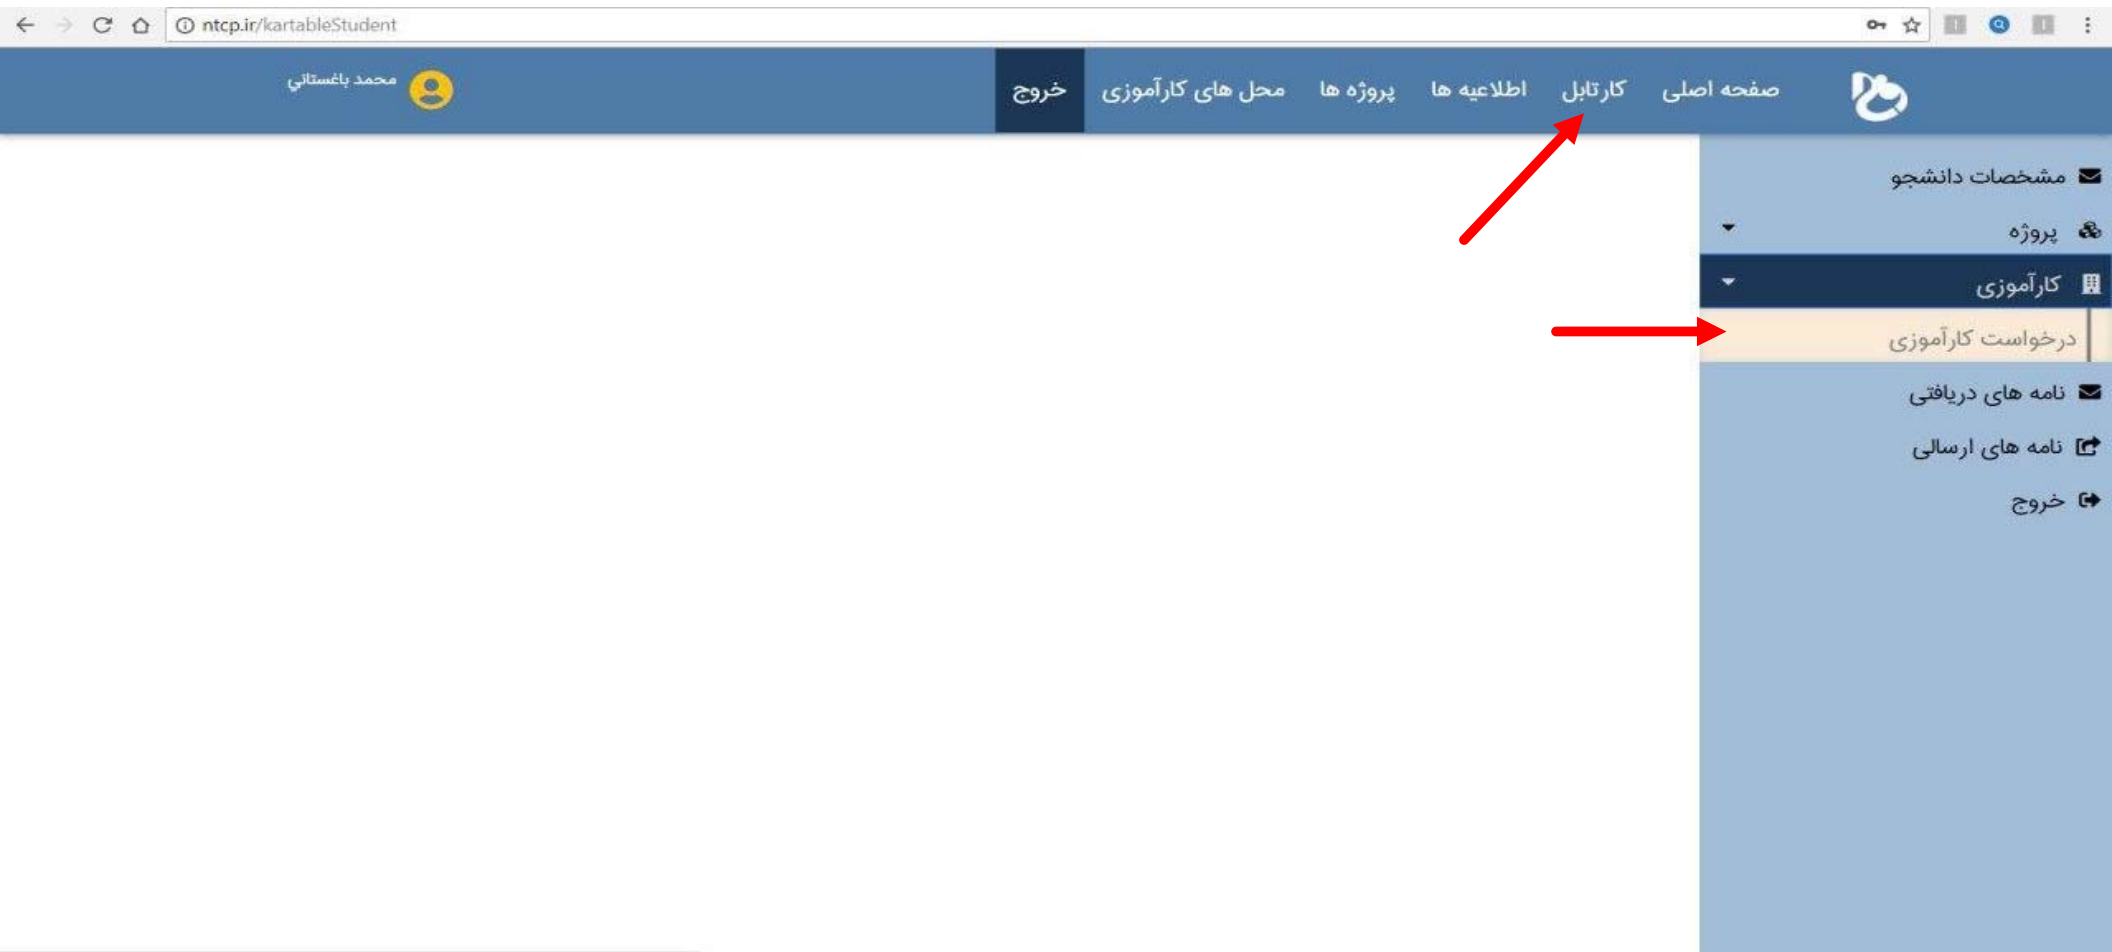 ntcp.ir/kartableStudent
صفحه اصلی کارتابل اطلاعیه ها پروژه ها محل های کارآموزی خروج
محمد باغستاني
مشخصات دانشجو
پروژه
کارآموزی
درخواست کارآموزی
نامه های دریافتی
نامه های ارسالی
خروج